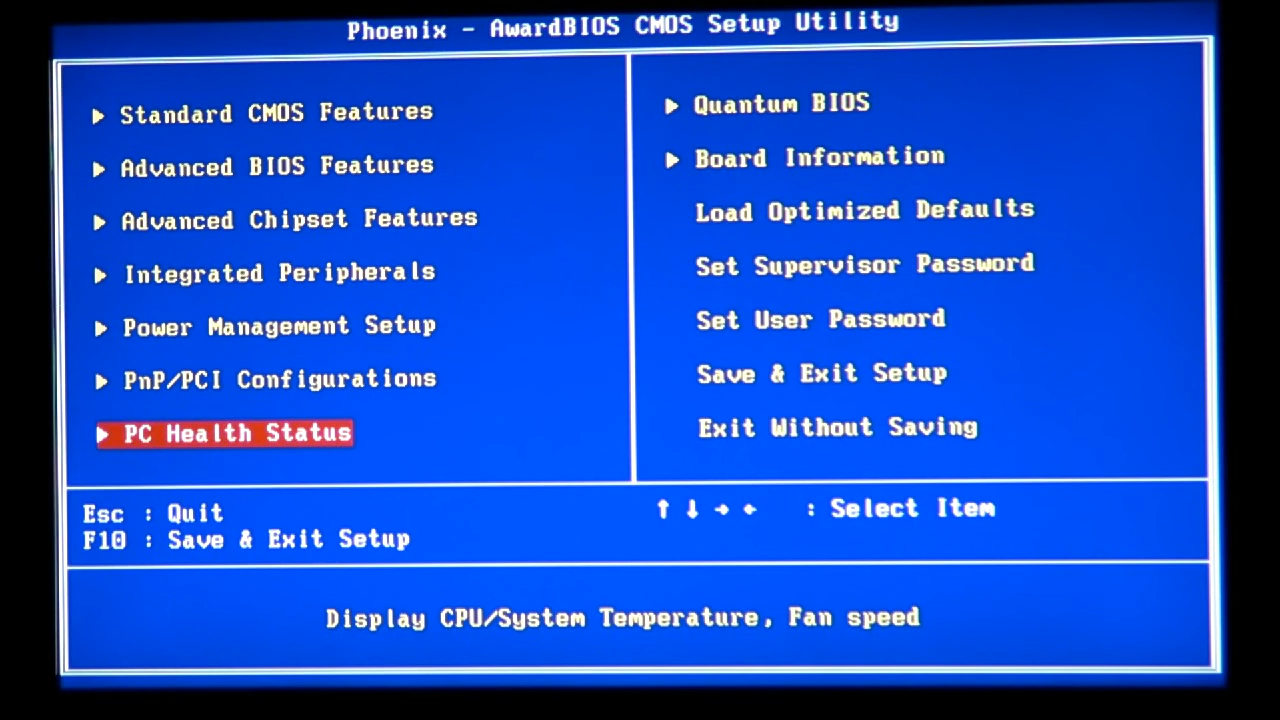 Phoenix - AwardBIOS CMOS Setup Utility
▶ Standard CMOS Features
▶ Advanced BIOS Features
▶ Advanced Chipset Features
▶ Integrated Peripherals
▶ Power Management Setup
▶ PnP/PCI Configurations
▶ PC Health Status
▶ Quantum BIOS
▶ Board Information
Load Optimized Defaults
Set Supervisor Password
Set User Password
Save & Exit Setup
Exit Without Saving
Esc : Quit
F10 : Save & Exit Setup
↑ ↓ → ← : Select Item
Display CPU/System Temperature, Fan speed